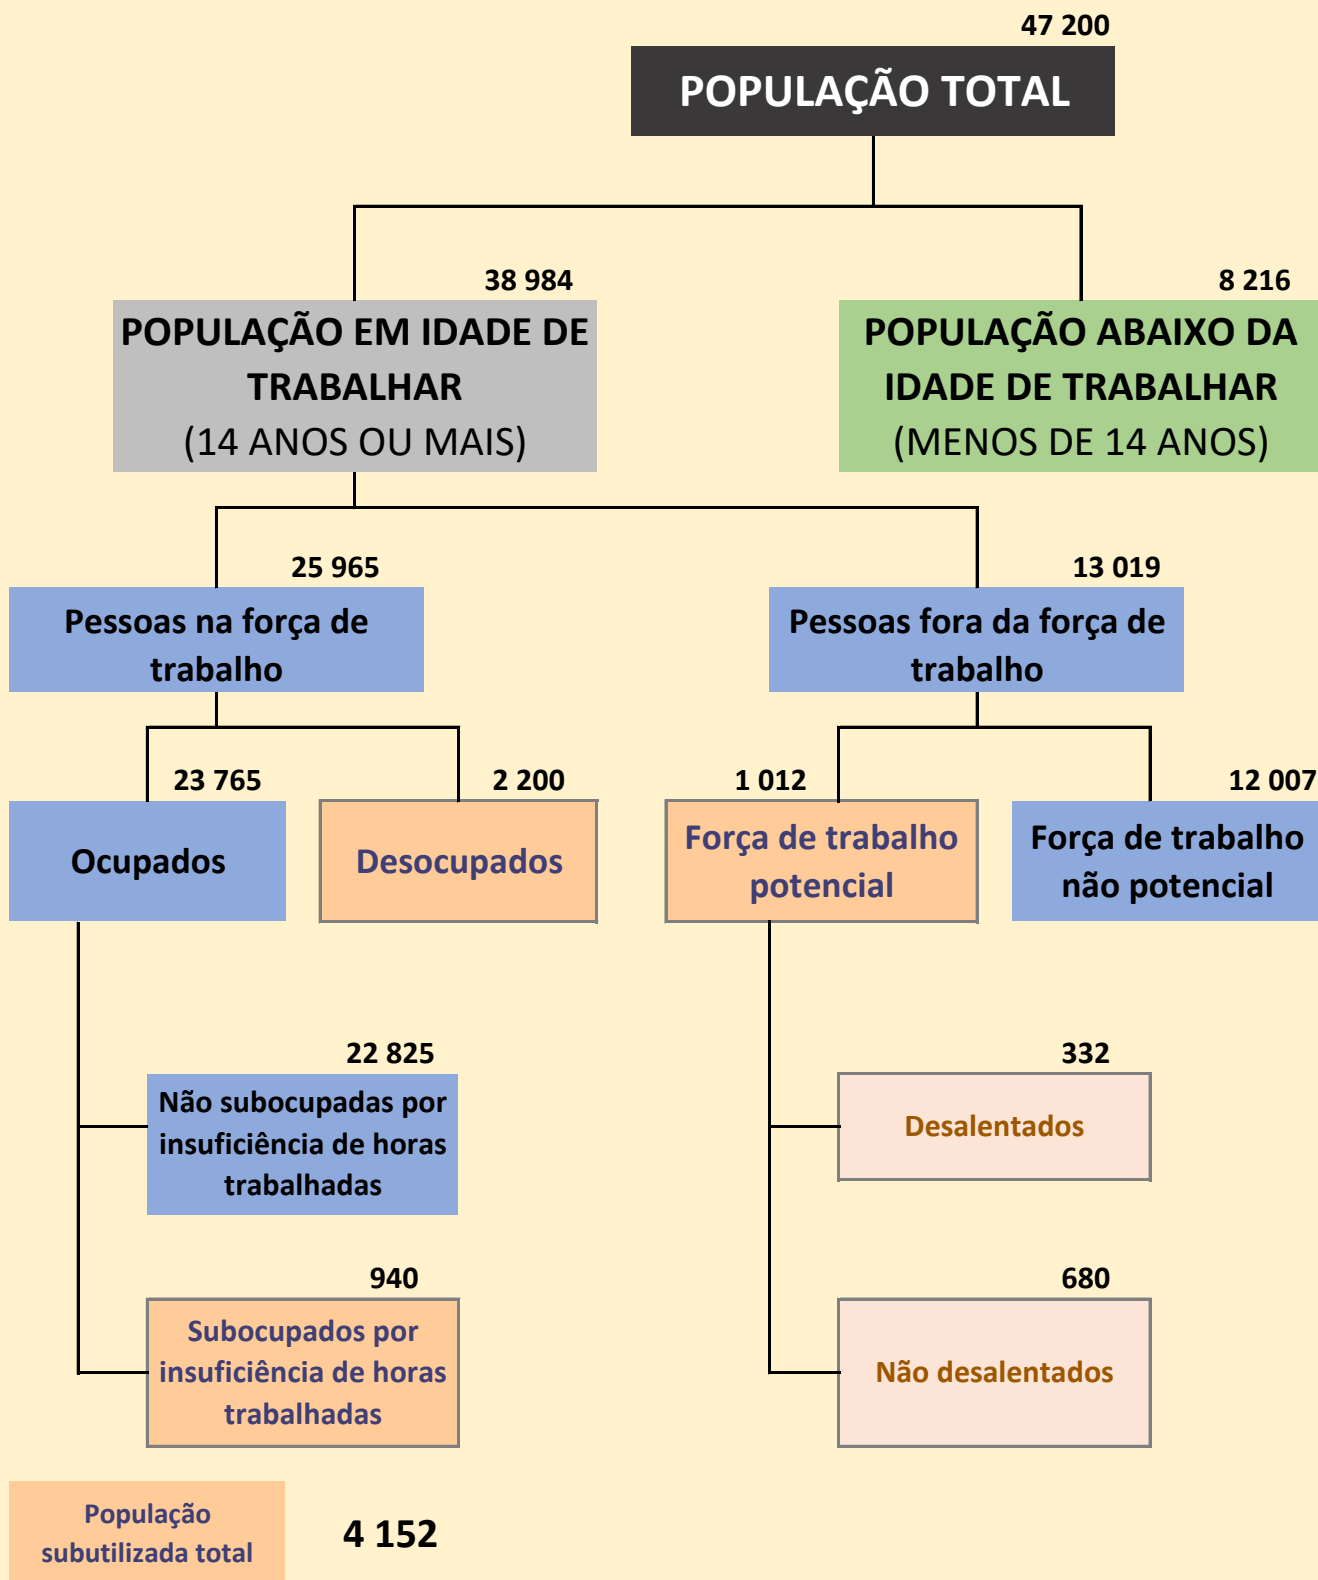 47 200
POPULAÇÃO TOTAL
38 984
POPULAÇÃO EM IDADE DE
TRABALHAR
(14 ANOS OU MAIS)
8 216
POPULAÇÃO ABAIXO DA
IDADE DE TRABALHAR
(MENOS DE 14 ANOS)
25 965
Pessoas na força de
trabalho
13 019
Pessoas fora da força de
trabalho
23 765
Ocupados
2 200
Desocupados
1 012
Força de trabalho
potencial
12 007
Força de trabalho
não potencial
22 825
Não subocupadas por
insuficiência de horas
trabalhadas
332
Desalentados
940
Subocupados por
insuficiência de horas
trabalhadas
680
Não desalentados
População
subutilizada total
4 152